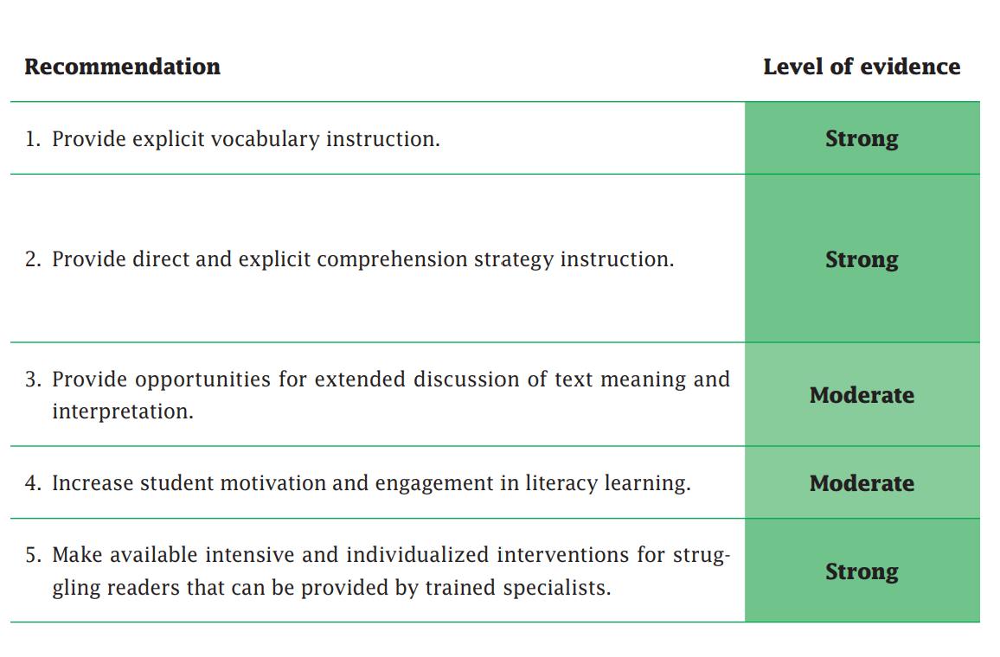 Recommendation Level of evidence
1. Provide explicit vocabulary instruction. Strong
2. Provide direct and explicit comprehension strategy instruction. Strong
3. Provide opportunities for extended discussion of text meaning and
interpretation.
Moderate
4. Increase student motivation and engagement in literacy learning. Moderate
5. Make available intensive and individualized interventions for strug-
gling readers that can be provided by trained specialists.
Strong